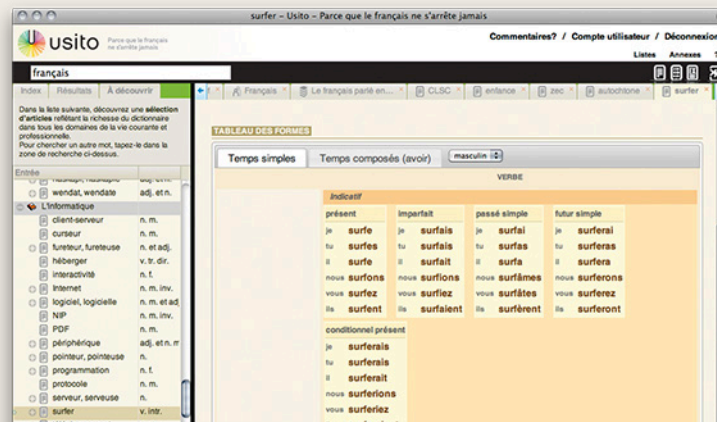 surfer – Usito – Parce que le français ne s'arrête jamais
usito
Parce que le français
ne s'arrête jamais
Commentaires? / Compte utilisateur / Déconnexion
Listes Annexes
français
Index Résultats À découvrir
Français × Le français parlé en... × CLSC × enfance × zec × autochtone × surfer ×
Dans la liste suivante, découvrez une sélection
d'articles reflétant la richesse du dictionnaire
dans tous les domaines de la vie courante et
professionnelle.
Pour chercher un autre mot, tapez-le dans la
zone de recherche ci-dessus.
Entrée
wendat, wendate adj. et n.
L'informatique
client-serveur n. m.
curseur n. m.
fureteur, fureteuse n. et adj.
héberger v. tr. dir.
interactivité n. f.
Internet n. m. inv.
logiciel, logicielle n. m. et adj
NIP n. m. inv.
PDF n. m.
périphérique adj. et n. m
pointeur, pointeuse n.
programmation n. f.
protocole n. m.
serveur, serveuse n.
surfer v. intr.
TABLEAU DES FORMES
Temps simples Temps composés (avoir) masculin
VERBE
Indicatif
présent imparfait passé simple futur simple
je surfe je surfais je surfai je surferai
tu surfes tu surfais tu surfas tu surferas
il surfe il surfait il surfa il surfera
nous surfons nous surfions nous surfâmes nous surferons
vous surfez vous surfiez vous surfâtes vous surferez
ils surfent ils surfaient ils surfèrent ils surferont
conditionnel présent
je surferais
tu surferais
il surferait
nous surferions
vous surferiez